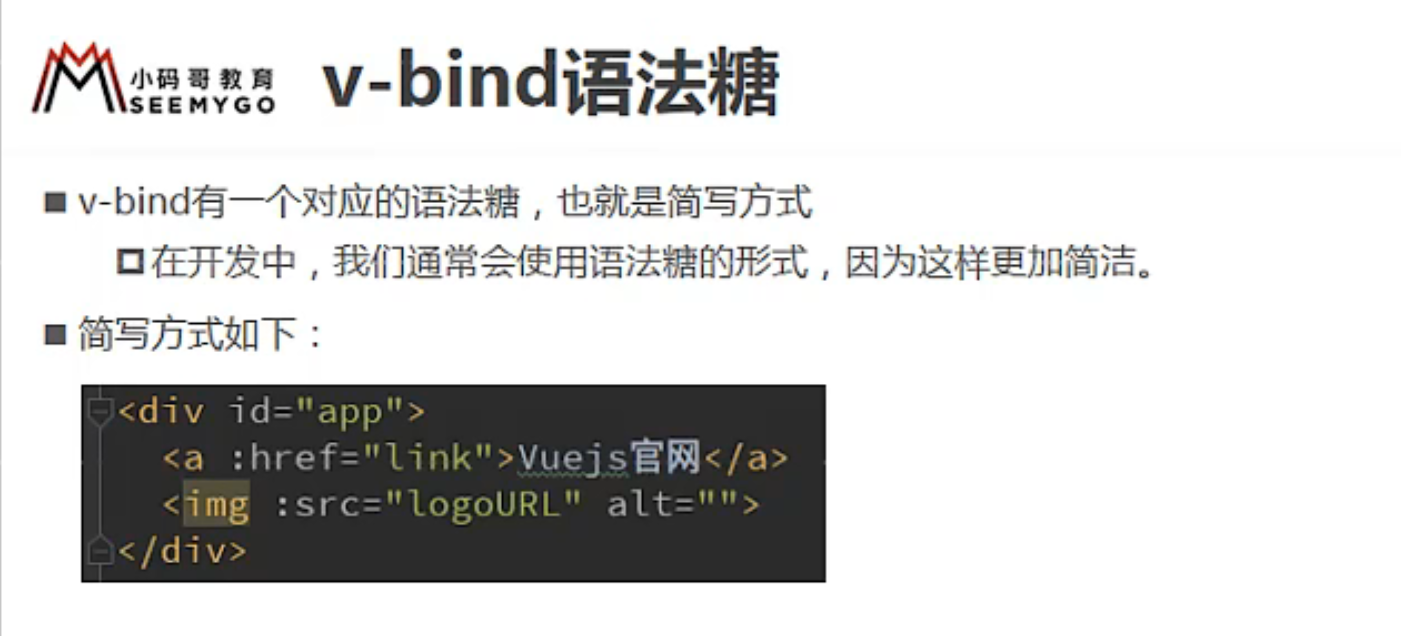 小码哥教育
SEEMYGO
v-bind语法糖
v-bind有一个对应的语法糖，也就是简写方式
在开发中，我们通常会使用语法糖的形式，因为这样更加简洁。
简写方式如下：
<div id="app">
<a :href="link">Vuejs官网</a>
<img :src="logoURL" alt="">
</div>